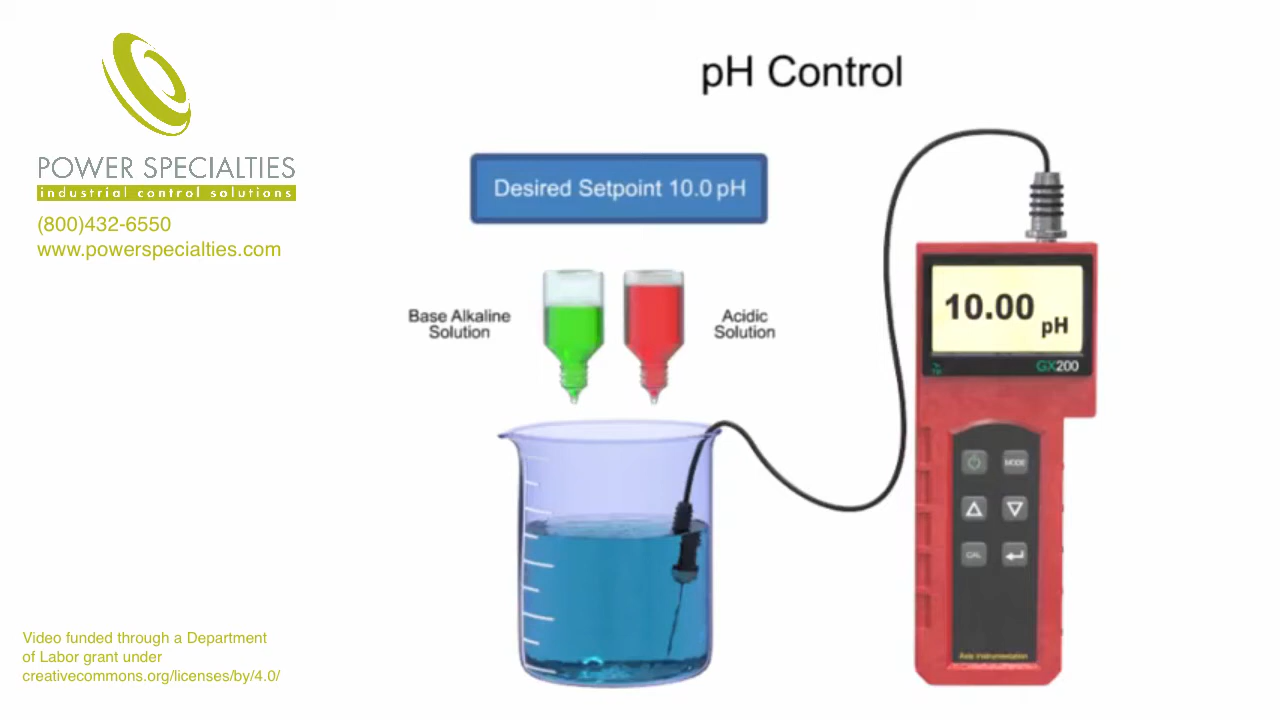 pH Control
POWER SPECIALTIES
industrial control solutions
(800)432-6550
www.powerspecialties.com
Desired Setpoint 10.0 pH
Base Alkaline
Solution
Acidic
Solution
10.00
pH
GX200
MODE
CAL
Axis Instrumentation
Video funded through a Department
of Labor grant under
creativecommons.org/licenses/by/4.0/